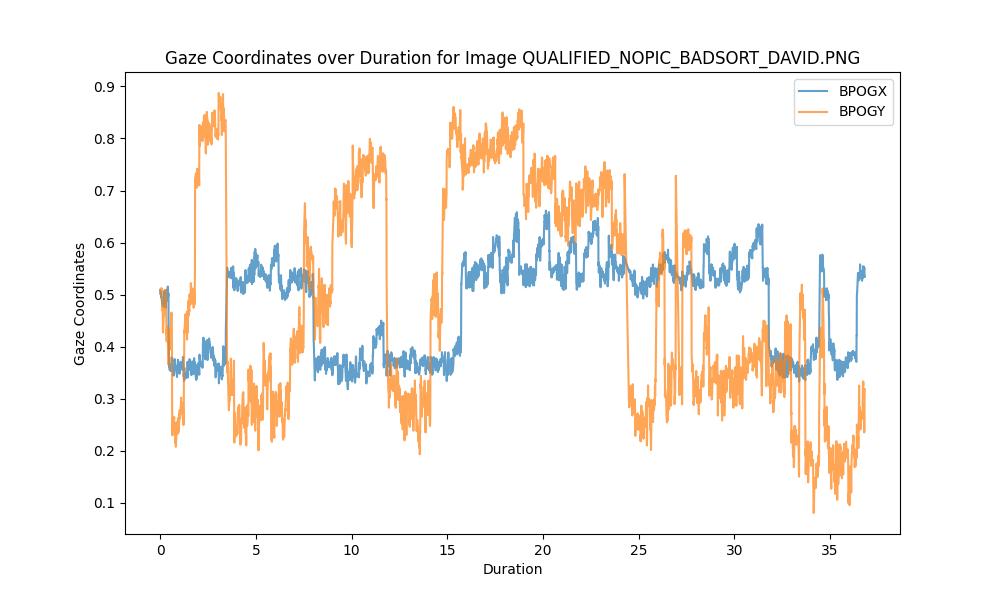 Gaze Coordinates over Duration for Image QUALIFIED_NOPIC_BADSORT_DAVID.PNG
BPOGX
BPOGY
Gaze Coordinates
0.9
0.8
0.7
0.6
0.5
0.4
0.3
0.2
0.1
0 5 10 15 20 25 30 35
Duration